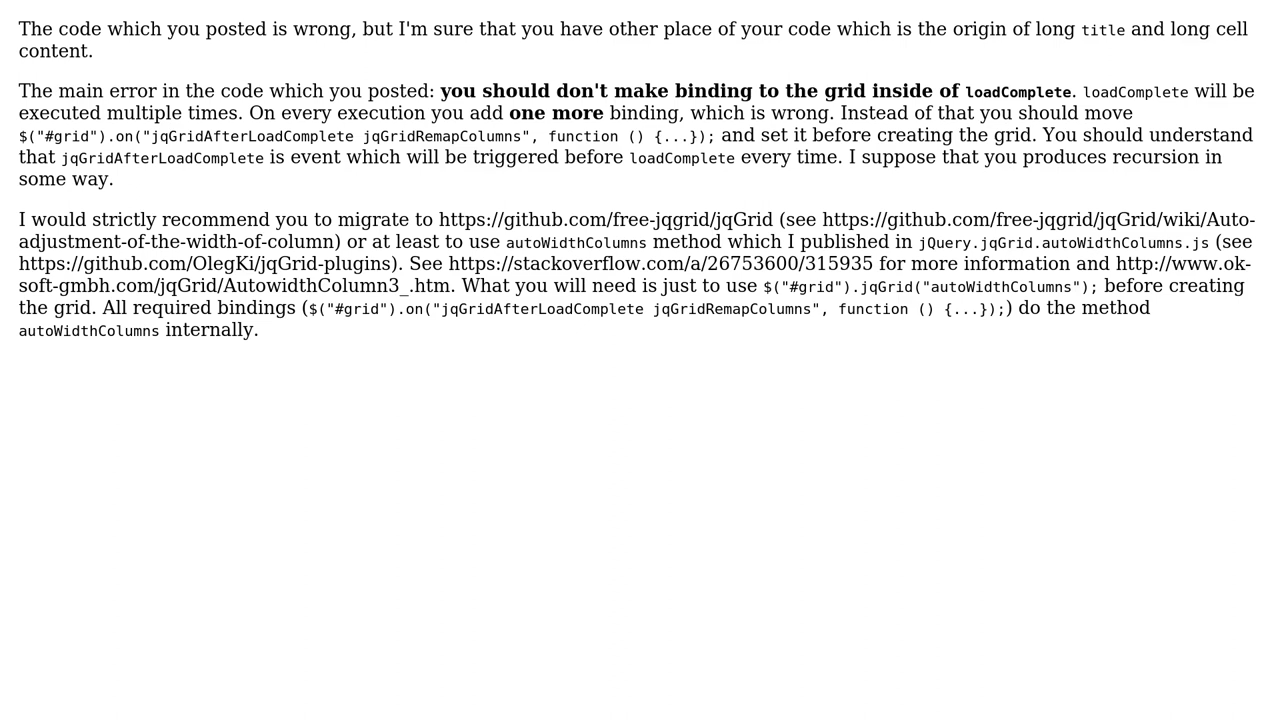 The code which you posted is wrong, but I'm sure that you have other place of your code which is the origin of long title and long cell
content.
The main error in the code which you posted: you should don't make binding to the grid inside of loadComplete. loadComplete will be
executed multiple times. On every execution you add one more binding, which is wrong. Instead of that you should move
$("#grid").on("jqGridAfterLoadComplete jqGridRemapColumns", function () {...}); and set it before creating the grid. You should understand
that jqGridAfterLoadComplete is event which will be triggered before loadComplete every time. I suppose that you produces recursion in
some way.
I would strictly recommend you to migrate to https://github.com/free-jqgrid/jqGrid (see https://github.com/free-jqgrid/jqGrid/wiki/Auto-
adjustment-of-the-width-of-column) or at least to use autoWidthColumns method which I published in jQuery.jqGrid.autoWidthColumns.js (see
https://github.com/OlegKi/jqGrid-plugins). See https://stackoverflow.com/a/26753600/315935 for more information and http://www.ok-
soft-gmbh.com/jqGrid/AutowidthColumn3_.htm. What you will need is just to use $("#grid").jqGrid("autoWidthColumns"); before creating
the grid. All required bindings ($("#grid").on("jqGridAfterLoadComplete jqGridRemapColumns", function () {...});) do the method
autoWidthColumns internally.